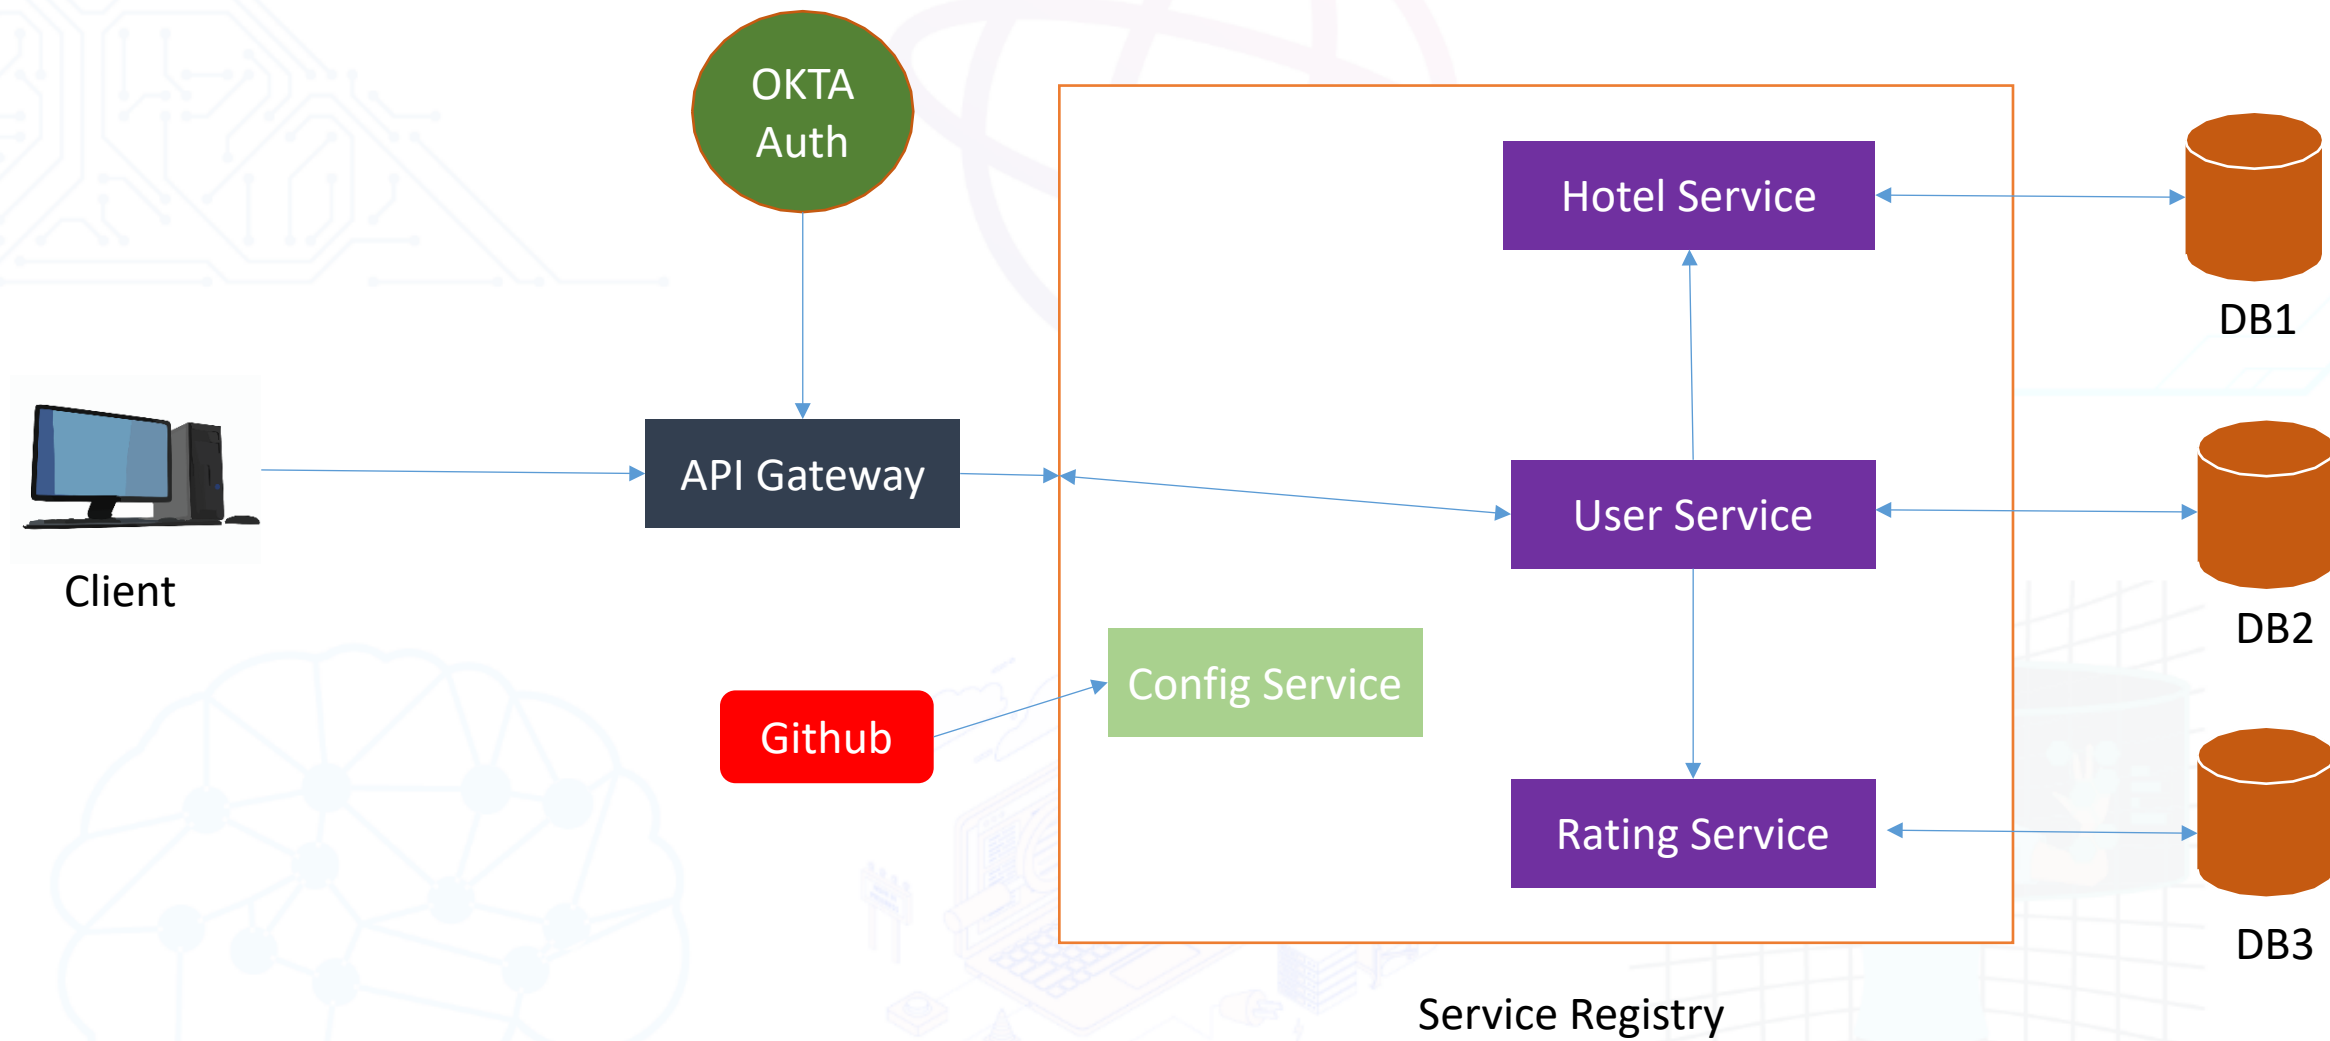 OKTA
Auth
Hotel Service
DB1
API Gateway
User Service
Client
DB2
Config Service
Github
Rating Service
DB3
Service Registry